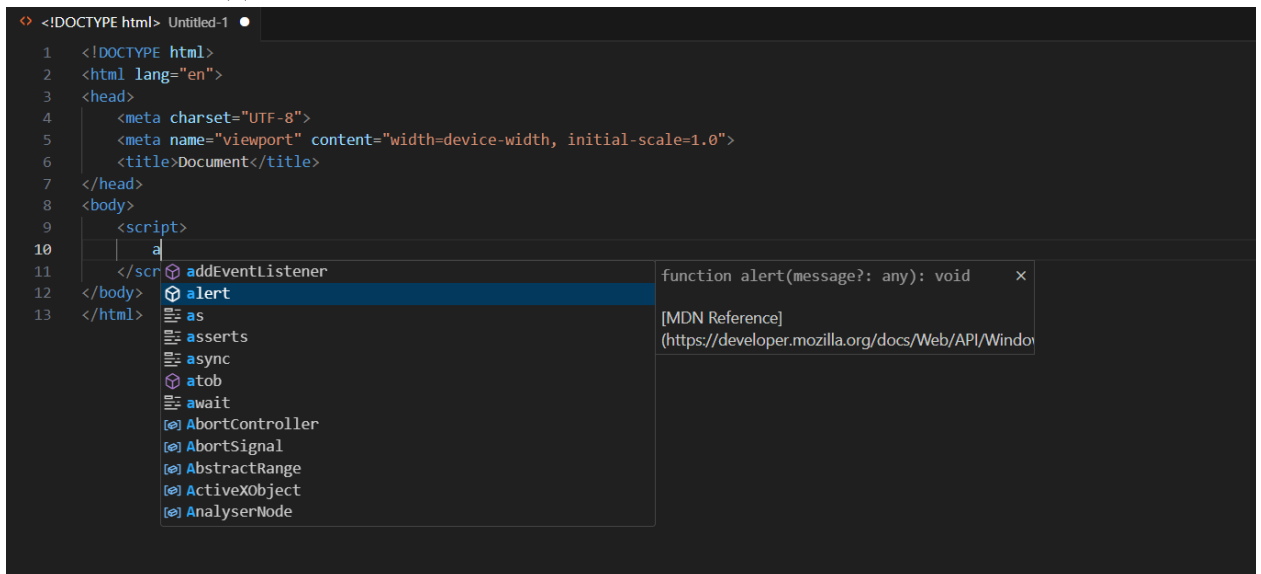 <!DOCTYPE html> Untitled-1
1 <!DOCTYPE html>
2 <html lang="en">
3 <head>
4 <meta charset="UTF-8">
5 <meta name="viewport" content="width=device-width, initial-scale=1.0">
6 <title>Document</title>
7 </head>
8 <body>
9 <script>
10 a
11 </scr
12 </body>
13 </html>
addEventListener
alert
as
asserts
async
atob
await
AbortController
AbortSignal
AbstractRange
ActiveXObject
AnalyserNode
function alert(message?: any): void
[MDN Reference]
(https://developer.mozilla.org/docs/Web/API/Window